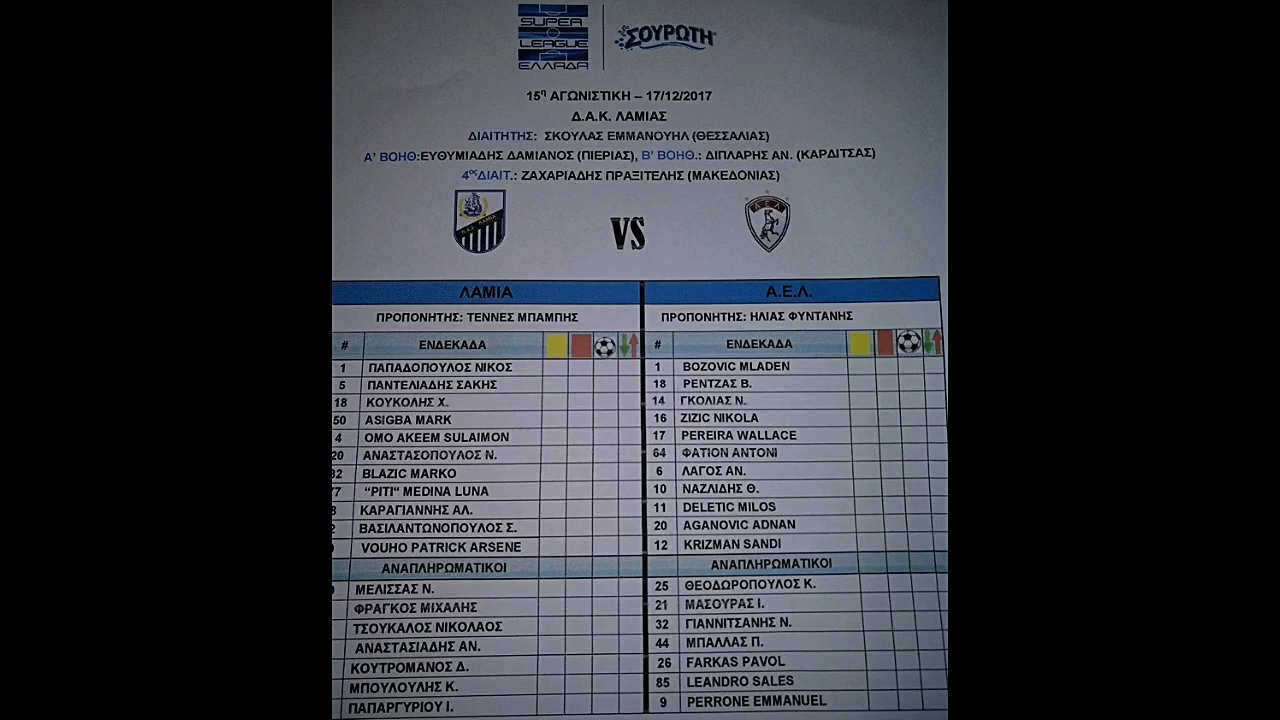 SUPER
LEAGUE
ΕΛΛΑΔΑ
ΣΟΥΡΩΤΗ
15η ΑΓΩΝΙΣΤΙΚΗ – 17/12/2017
Δ.Α.Κ. ΛΑΜΙΑΣ
ΔΙΑΙΤΗΤΗΣ: ΣΚΟΥΛΑΣ ΕΜΜΑΝΟΥΗΛ (ΘΕΣΣΑΛΙΑΣ)
Α' ΒΟΗΘ:ΕΥΘΥΜΙΑΔΗΣ ΔΑΜΙΑΝΟΣ (ΠΙΕΡΙΑΣ), Β' ΒΟΗΘ.: ΔΙΠΛΑΡΗΣ ΑΝ. (ΚΑΡΔΙΤΣΑΣ)
4ος ΔΙΑΙΤ.: ΖΑΧΑΡΙΑΔΗΣ ΠΡΑΞΙΤΕΛΗΣ (ΜΑΚΕΔΟΝΙΑΣ)
VS
Α Ε Λ
ΛΑΜΙΑ
ΠΡΟΠΟΝΗΤΗΣ: ΤΕΝΝΕΣ ΜΠΑΜΠΗΣ
# ΕΝΔΕΚΑΔΑ
1 ΠΑΠΑΔΟΠΟΥΛΟΣ ΝΙΚΟΣ
5 ΠΑΝΤΕΛΙΑΔΗΣ ΣΑΚΗΣ
18 ΚΟΥΚΟΛΗΣ Χ.
50 ASIGBA MARK
4 OMO AKEEM SULAIMON
20 ΑΝΑΣΤΑΣΟΠΟΥΛΟΣ Ν.
32 BLAZIC MARKO
77 "PITI" MEDINA LUNA
ΚΑΡΑΓΙΑΝΝΗΣ ΑΛ.
ΒΑΣΙΛΑΝΤΩΝΟΠΟΥΛΟΣ Σ.
VOUHO PATRICK ARSENE
ΑΝΑΠΛΗΡΩΜΑΤΙΚΟΙ
ΜΕΛΙΣΣΑΣ Ν.
ΦΡΑΓΚΟΣ ΜΙΧΑΛΗΣ
ΤΣΟΥΚΑΛΟΣ ΝΙΚΟΛΑΟΣ
ΑΝΑΣΤΑΣΙΑΔΗΣ ΑΝ.
ΚΟΥΤΡΟΜΑΝΟΣ Δ.
ΜΠΟΥΛΟΥΛΗΣ Κ.
ΠΑΠΑΡΓΥΡΙΟΥ Ι.
Α.Ε.Λ.
ΠΡΟΠΟΝΗΤΗΣ: ΗΛΙΑΣ ΦΥΝΤΑΝΗΣ
# ΕΝΔΕΚΑΔΑ
1 BOZOVIC MLADEN
18 ΡΕΝΤΖΑΣ Β.
14 ΓΚΟΛΙΑΣ Ν.
16 ZIZIC NIKOLA
17 PEREIRA WALLACE
64 ΦΑΤΙΟΝ ΑΝΤΟΝΙ
6 ΛΑΓΟΣ ΑΝ.
10 ΝΑΖΛΙΔΗΣ Θ.
11 DELETIC MILOS
20 AGANOVIC ADNAN
12 KRIZMAN SANDI
ΑΝΑΠΛΗΡΩΜΑΤΙΚΟΙ
25 ΘΕΟΔΩΡΟΠΟΥΛΟΣ Κ.
21 ΜΑΣΟΥΡΑΣ Ι.
32 ΓΙΑΝΝΙΤΣΑΝΗΣ Ν.
44 ΜΠΑΛΛΑΣ Π.
26 FARKAS PAVOL
85 LEANDRO SALES
9 PERRONE EMMANUEL